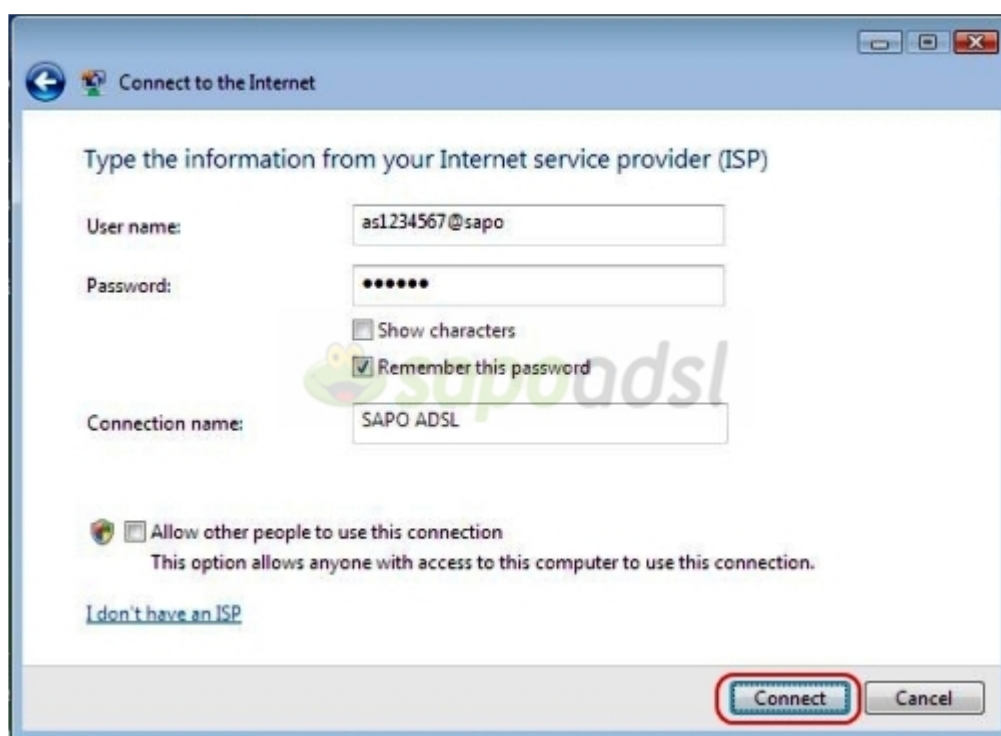 Connect to the Internet
Type the information from your Internet service provider (ISP)
User name: as1234567@sapo
Password: ••••••
Show characters
Remember this password
sapoadsl
Connection name: SAPO ADSL
Allow other people to use this connection
This option allows anyone with access to this computer to use this connection.
I don't have an ISP
Connect Cancel